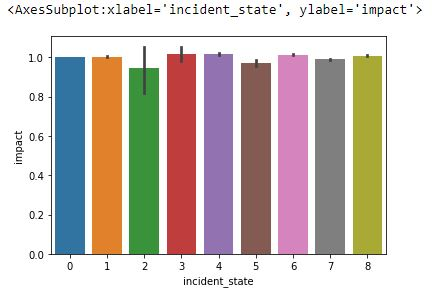 <AxesSubplot:xlabel='incident_state', ylabel='impact'>
1.0
0.8
0.6
0.4
0.2
0.0
impact
0 1 2 3 4 5 6 7 8
incident_state